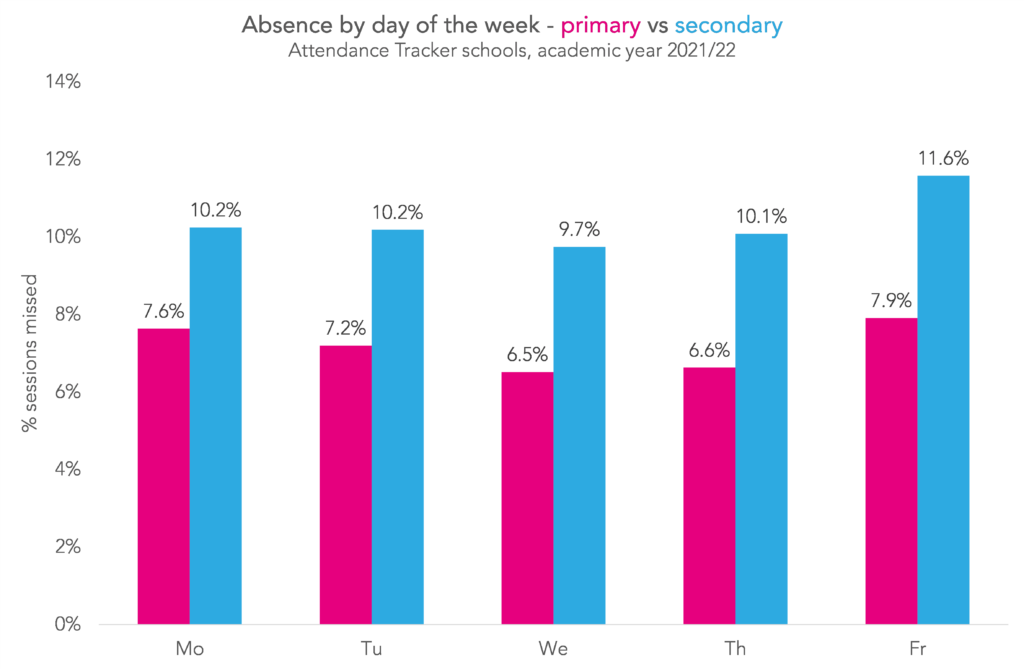 Absence by day of the week - primary vs secondary
Attendance Tracker schools, academic year 2021/22
% sessions missed
14%
12%
10%
8%
6%
4%
2%
0%
7.6%
10.2%
7.2%
10.2%
6.5%
9.7%
6.6%
10.1%
7.9%
11.6%
Mo
Tu
We
Th
Fr